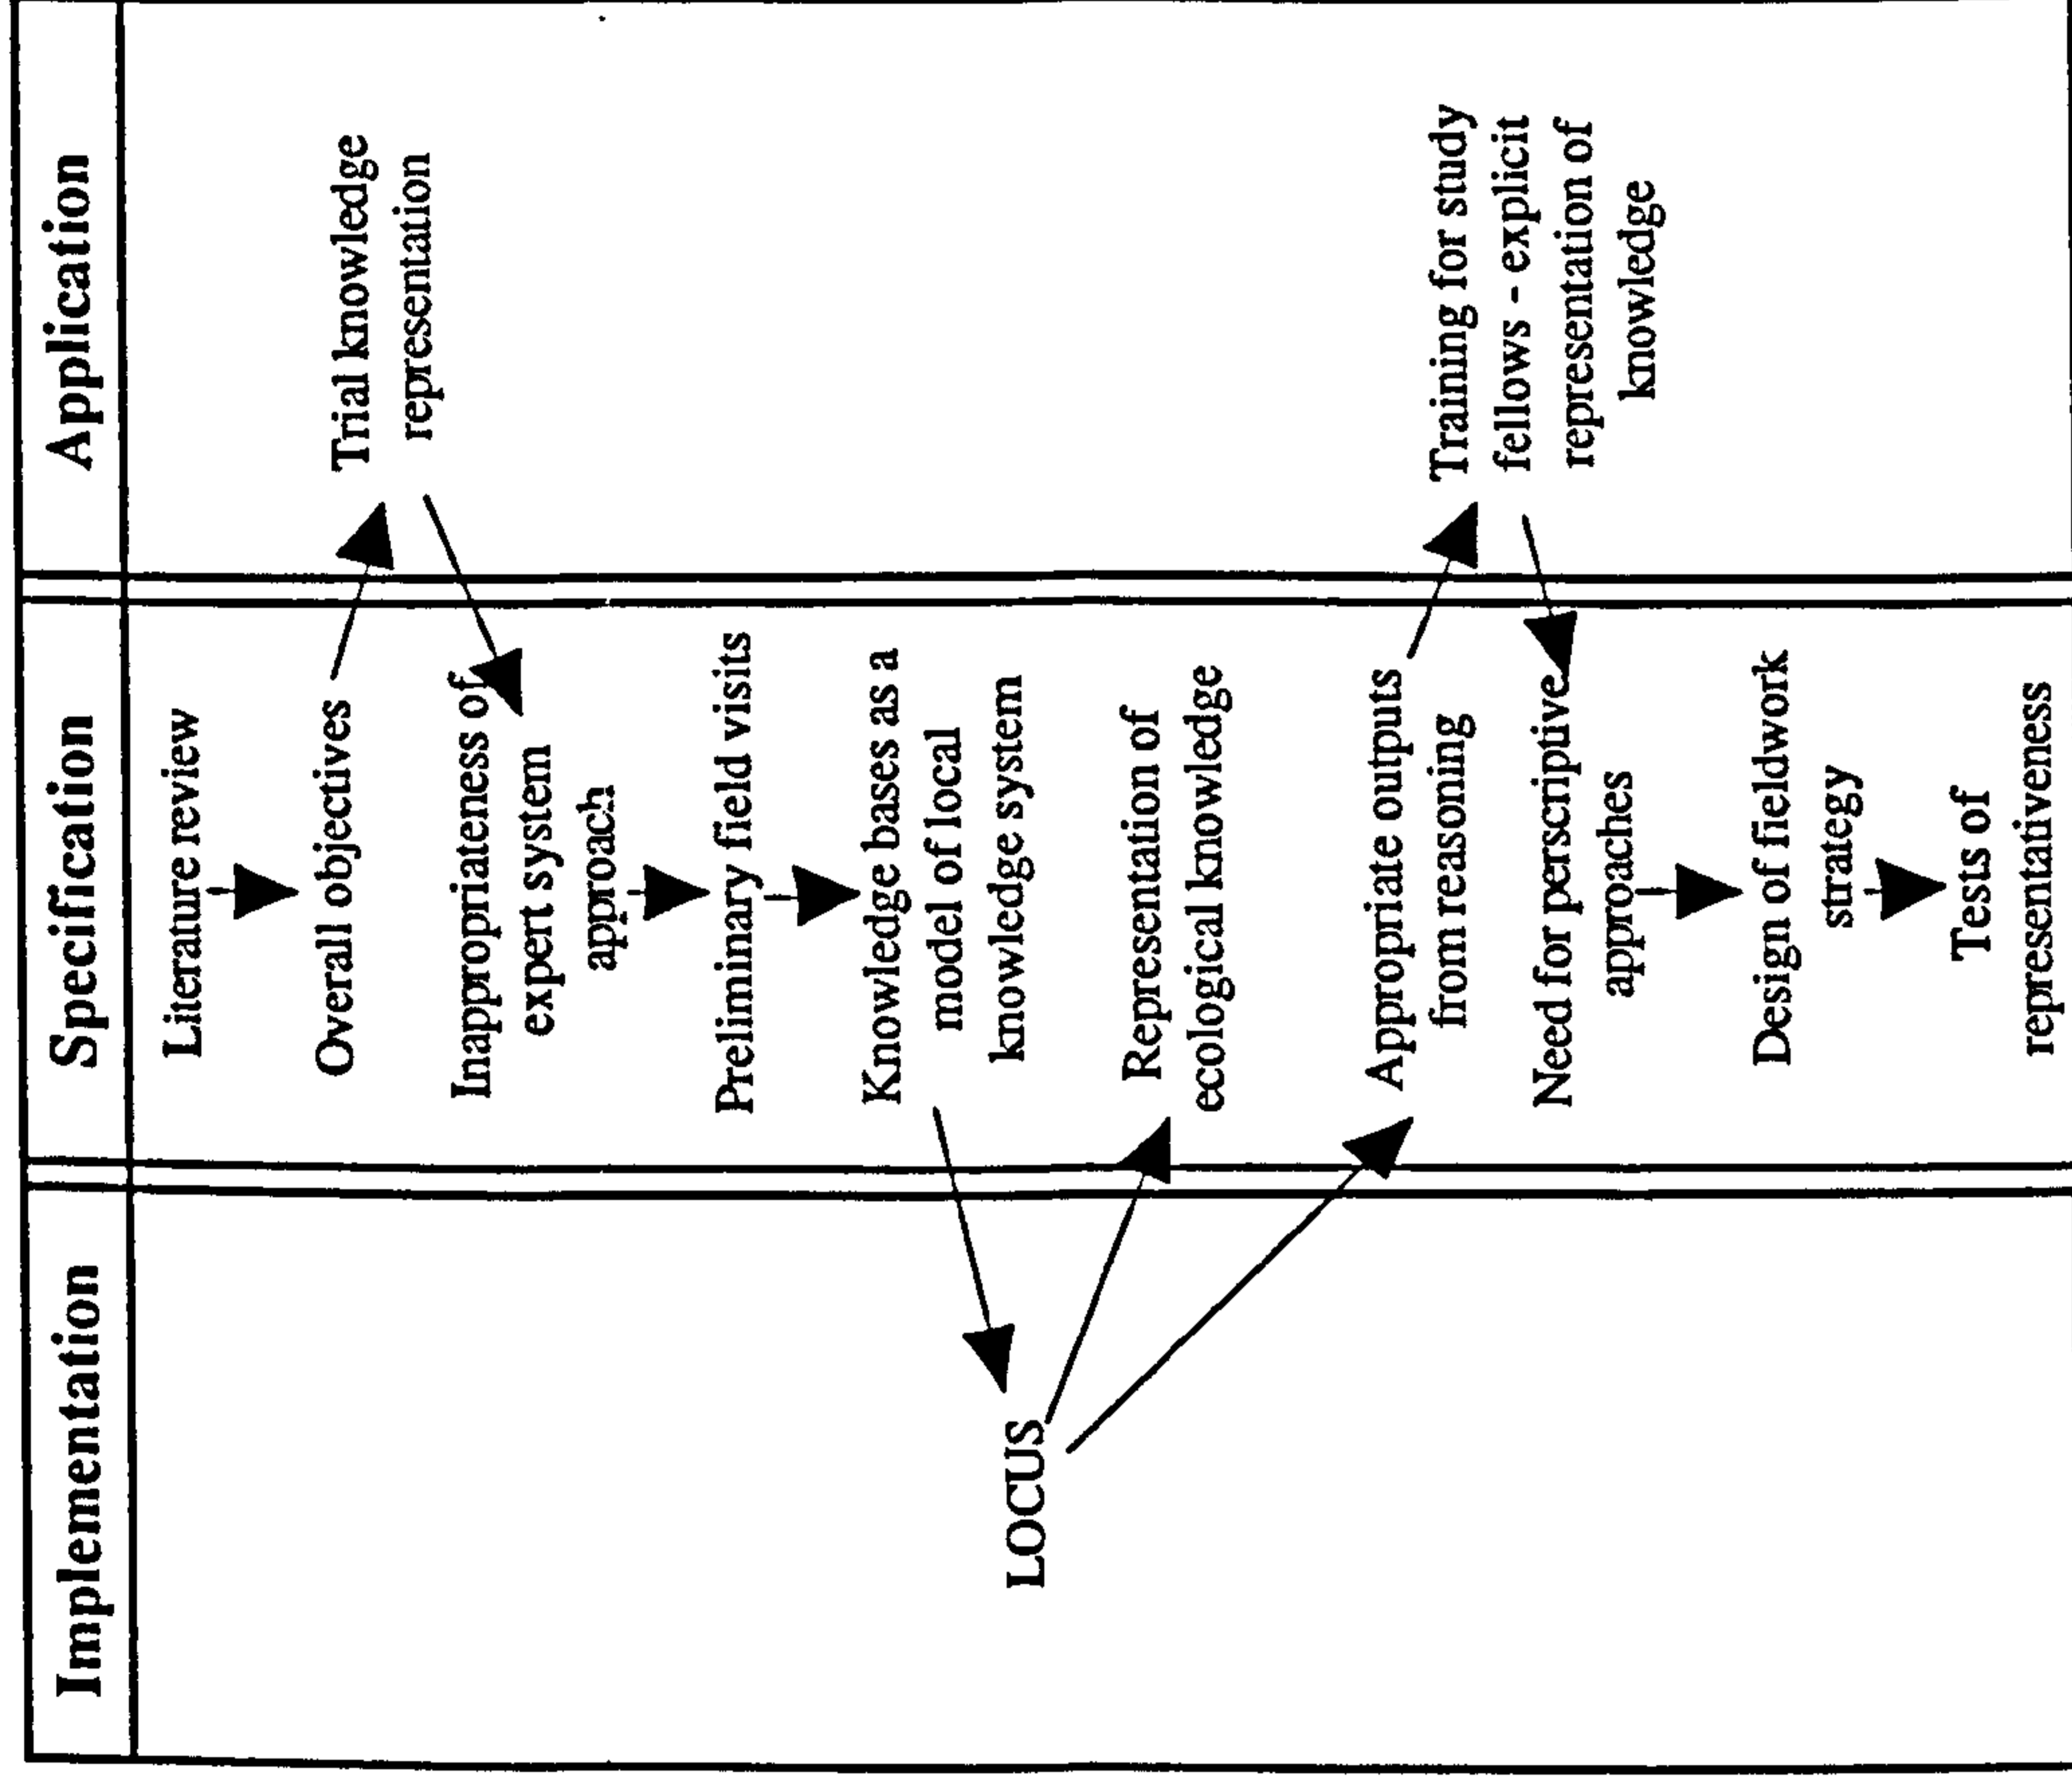 Implementation
Specification
Application
Literature review
Overall objectives
Trial knowledge
representation
Inappropriateness of
expert system
approach
Preliminary field visits
Knowledge bases as a
model of local
knowledge system
LOCUS
Representation of
ecological knowledge
Appropriate outputs
from reasoning
Training for study
fellows - explicit
representation of
knowledge
Need for perscriptive
approaches
Design of fieldwork
strategy
Tests of
representativeness